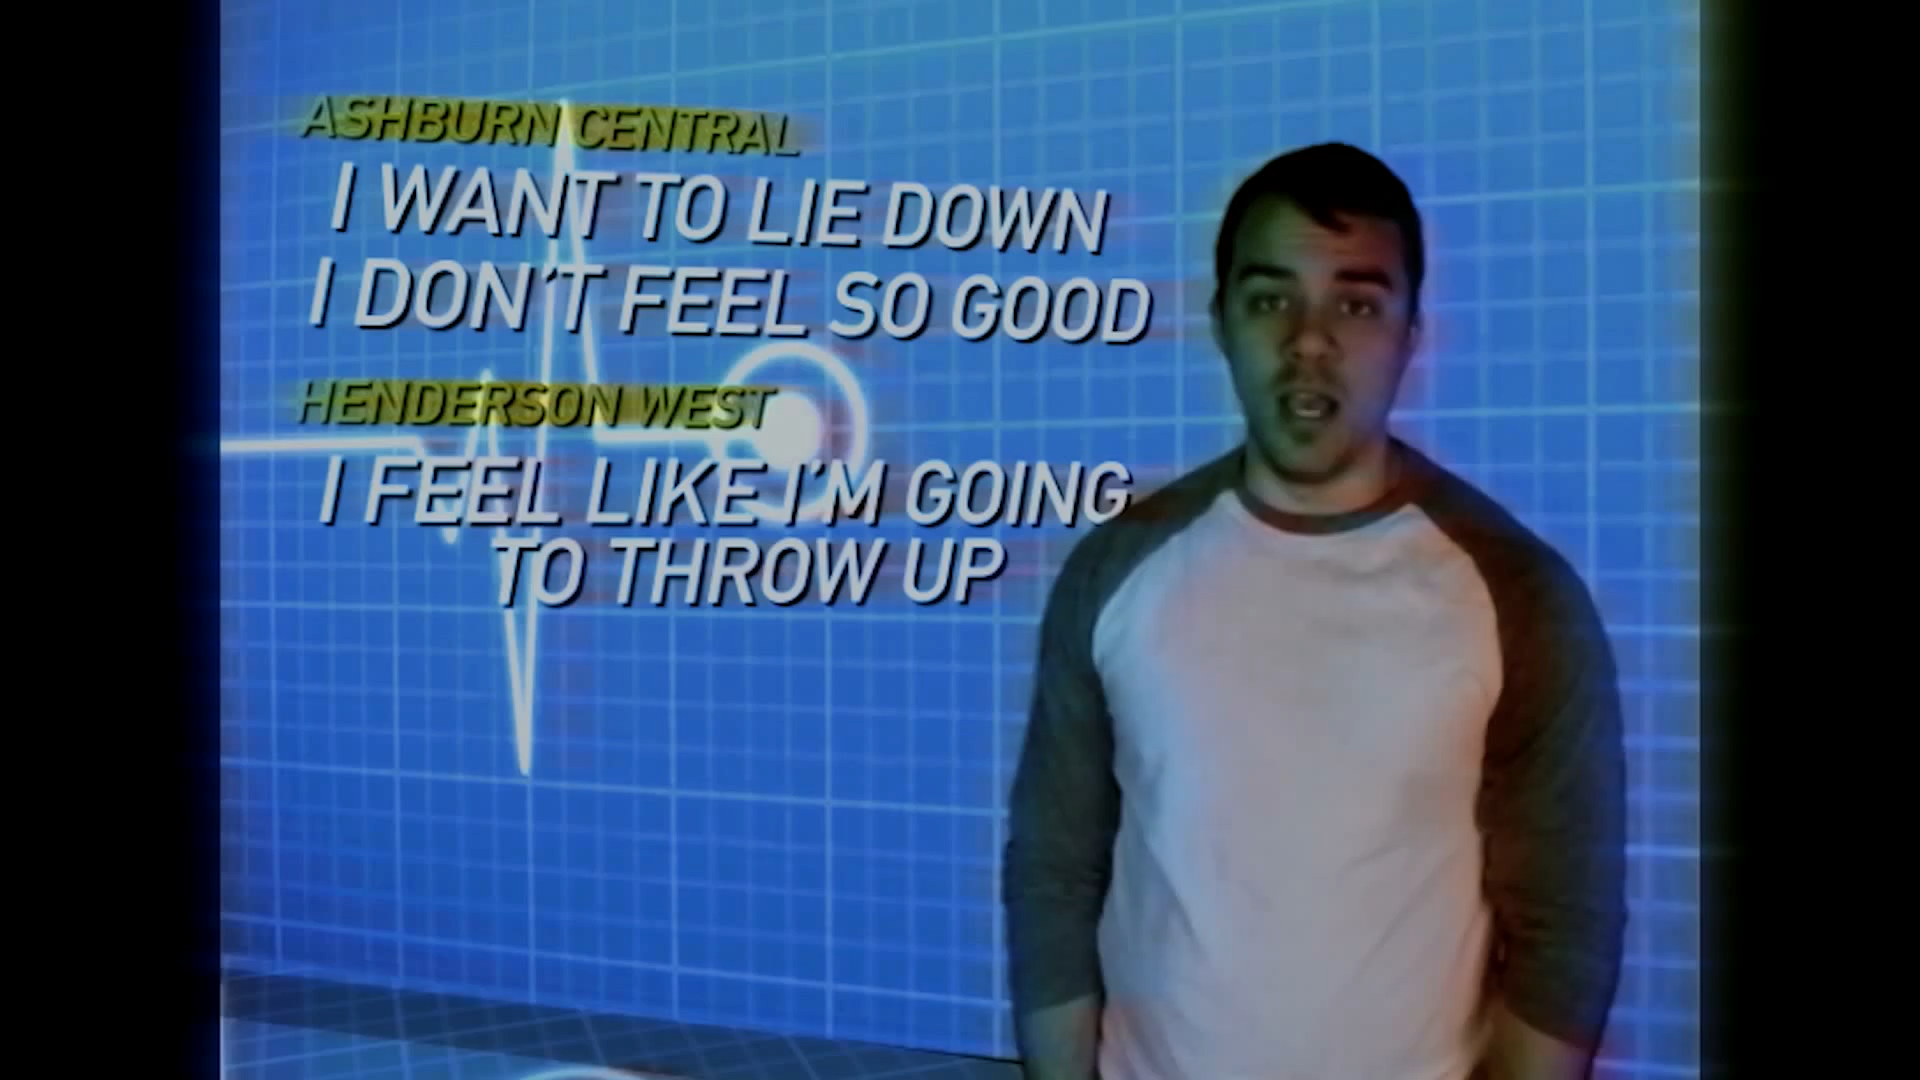 ASHBURN CENTRAL
I WANT TO LIE DOWN
I DON'T FEEL SO GOOD
HENDERSON WEST
I FEEL LIKE I'M GOING
TO THROW UP